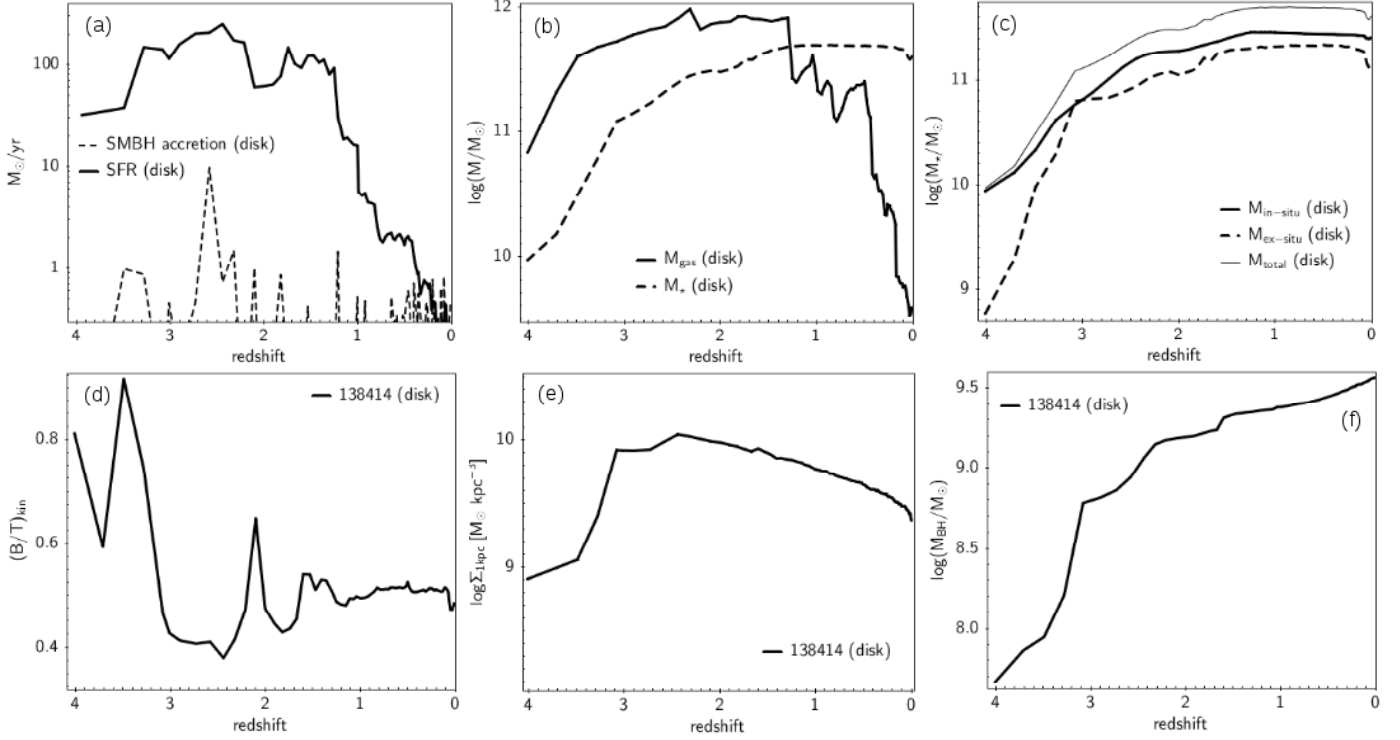 (a)
M⊙/yr
100
10
1
SMBH accretion (disk)
SFR (disk)
4 3 2 1 0
redshift
(b)
log(M/M⊙)
12
11
10
Mgas (disk)
M⋆ (disk)
4 3 2 1 0
redshift
(c)
log(M⋆/M⊙)
11
10
9
Min−situ (disk)
Mex−situ (disk)
Mtotal (disk)
4 3 2 1 0
redshift
(d)
138414 (disk)
(B/T)kin
0.8
0.6
0.4
4 3 2 1 0
redshift
(e)
logΣ1kpc [M⊙ kpc−3]
10
9
138414 (disk)
4 3 2 1 0
redshift
138414 (disk)
(f)
log(MBH/M⊙)
9.5
9.0
8.5
8.0
4 3 2 1 0
redshift